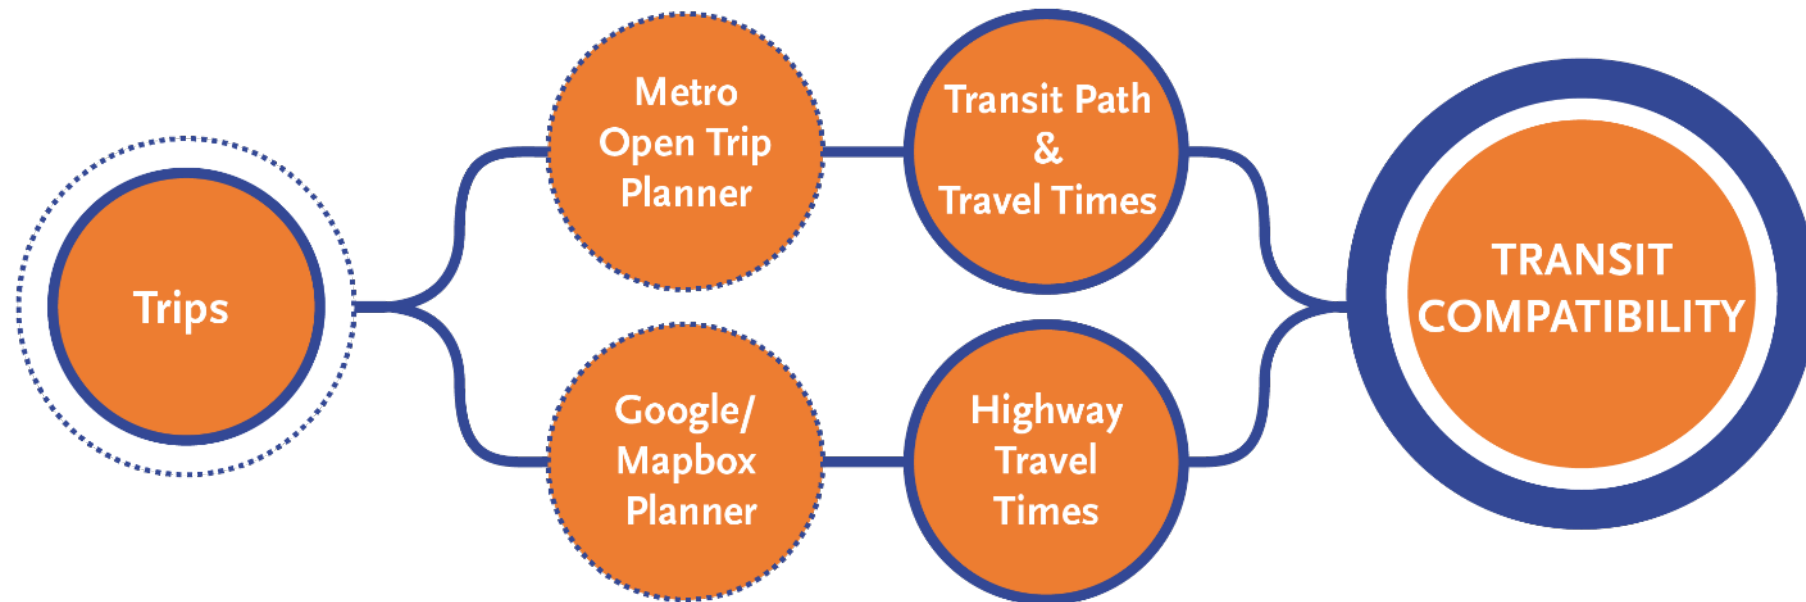 Trips
Metro
Open Trip
Planner
Transit Path
&
Travel Times
Google/
Mapbox
Planner
Highway
Travel
Times
TRANSIT
COMPATIBILITY